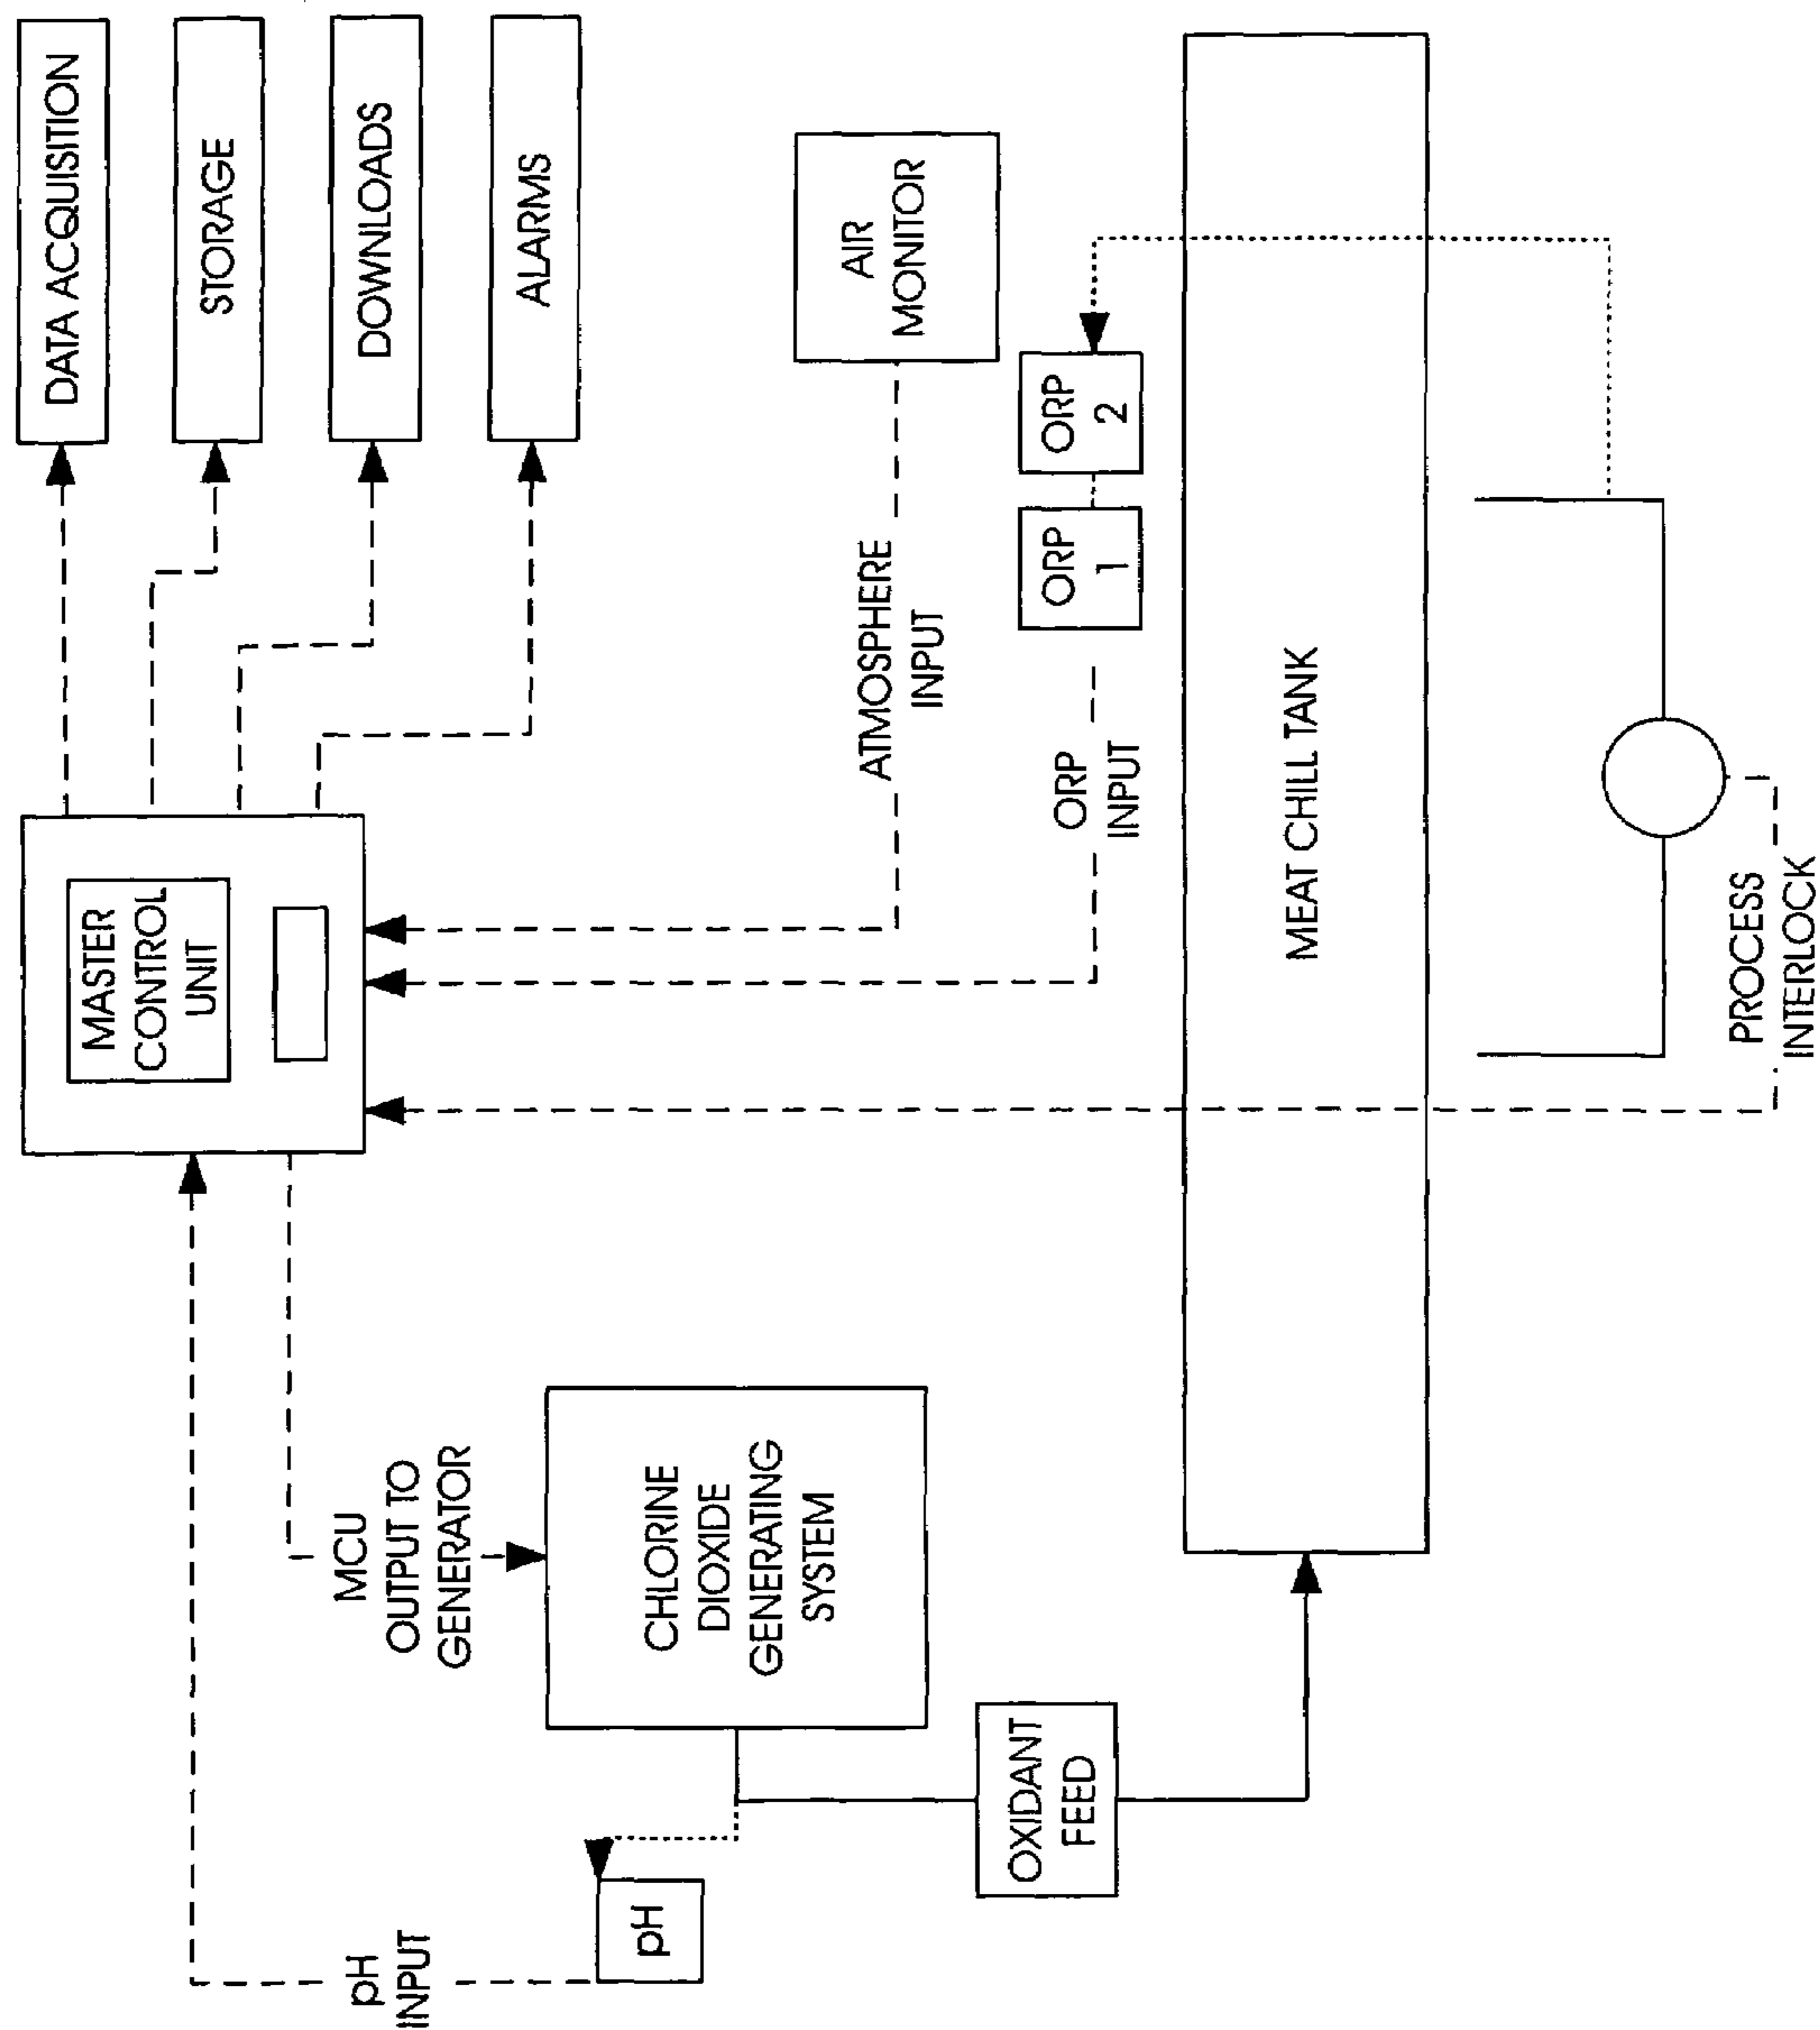 DATA ACQUISITION
STORAGE
DOWNLOADS
ALARMS
MASTER
CONTROL
UNIT
AIR
MONITOR
ATMOSPHERE
INPUT
ORP
2
ORP
1
ORP
INPUT
MEAT CHILL TANK
PROCESS
INTERLOCK
MCU
OUTPUT TO
GENERATOR
CHLORINE
DIOXIDE
GENERATING
SYSTEM
OXIDANT
FEED
pH
INPUT
pH